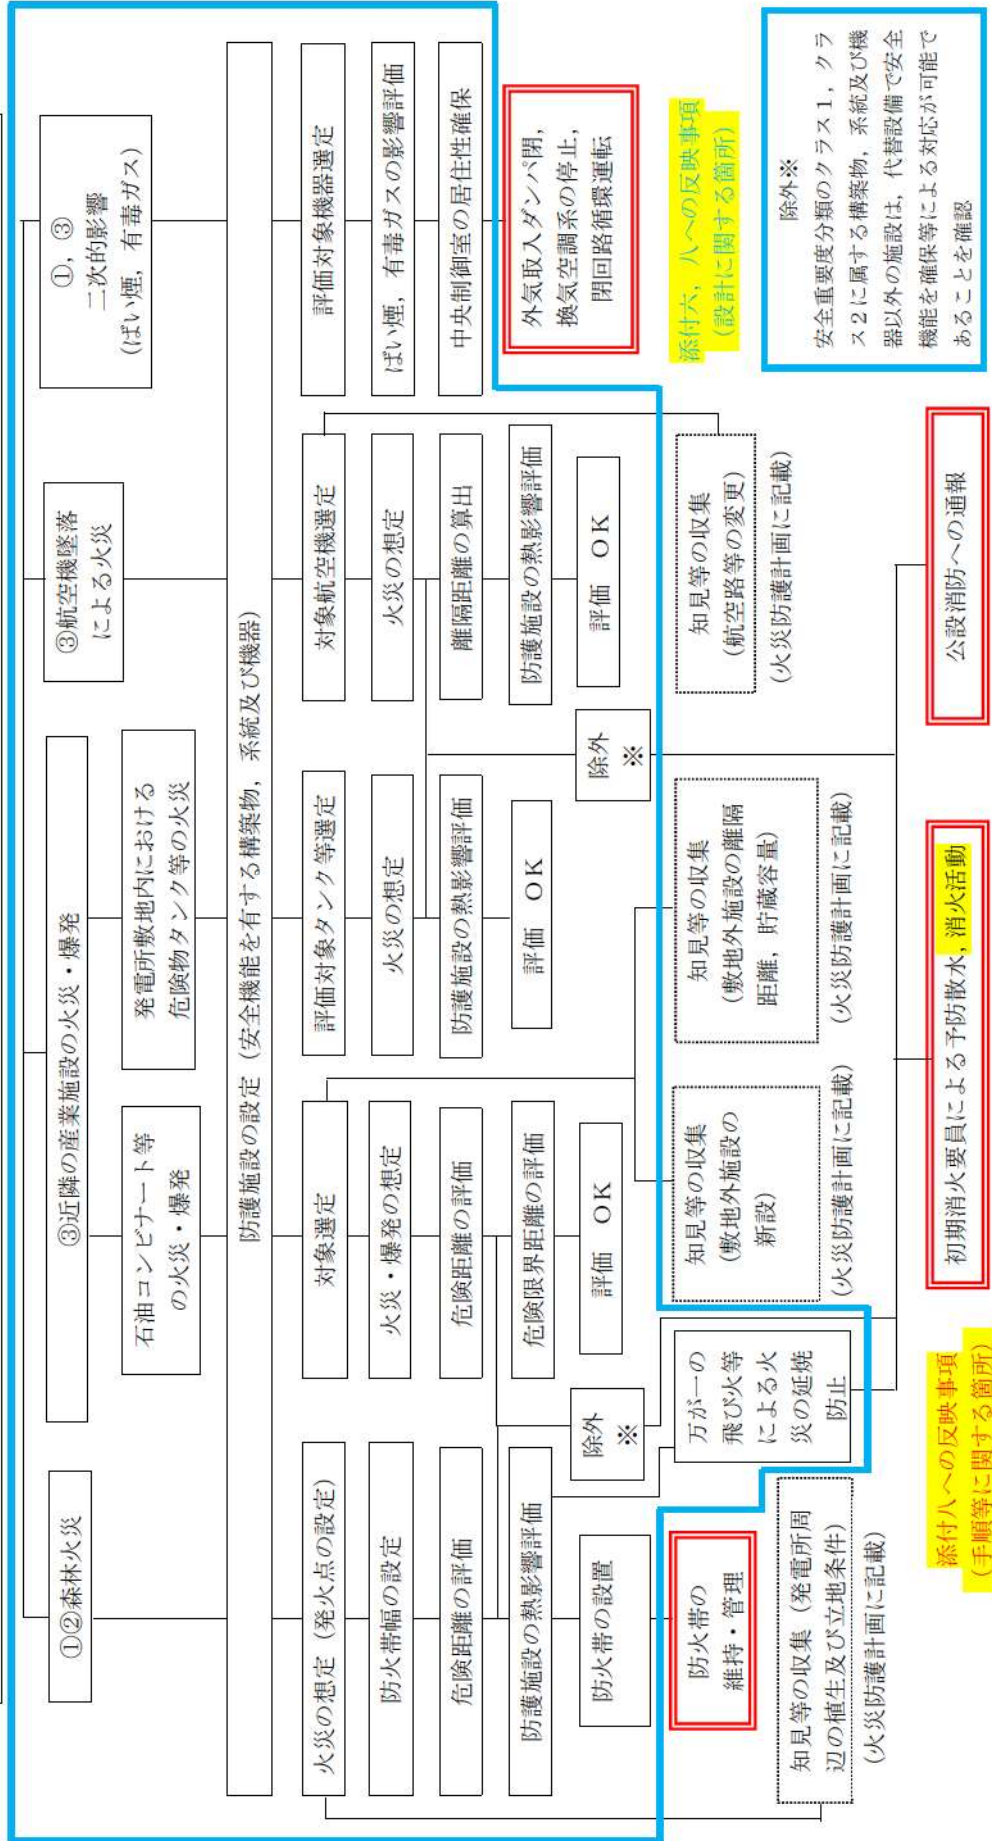 ①②森林火災
③近隣の産業施設の火災・爆発
石油コンビナート等
の火災・爆発
発電所敷地内における
危険物タンク等の火災
③航空機墜落
による火災
①，③
二次的影響
(ばい煙，有毒ガス)
防護施設の設定（安全機能を有する構築物，系統及び機器）
火災の想定（発火点の設定）
防火帯幅の設定
危険距離の評価
防護施設の熱影響評価
防火帯の設置
防火帯の
維持・管理
知見等の収集（発電所周
辺の植生及び立地条件）
(火災防護計画に記載)
対象選定
火災・爆発の想定
危険距離の評価
危険限界距離の評価
評価　OK
除外
※
万が一の
飛び火等
による火
災の延焼
防止
知見等の収集
(敷地外施設の
新設)
(火災防護計画に記載)
評価対象タンク等選定
火災の想定
防護施設の熱影響評価
評価　OK
知見等の収集
(敷地外施設の離隔
距離，貯蔵容量)
(火災防護計画に記載)
除外
※
対象航空機選定
火災の想定
離隔距離の算出
防護施設の熱影響評価
評価　OK
知見等の収集
(航空路等の変更)
(火災防護計画に記載)
評価対象機器選定
ばい煙，有毒ガスの影響評価
中央制御室の居住性確保
外気取入ダンパ閉，
換気空調系の停止，
閉回路循環運転
添付六，八への反映事項
(設計に関する箇所)
除外※
安全重要度分類のクラス１，クラ
ス２に属する構築物，系統及び機
器以外の施設は，代替設備で安全
機能を確保等による対応が可能で
あることを確認
添付八への反映事項
(手順等に関する箇所)
初期消火要員による予防散水，消火活動
公設消防への通報